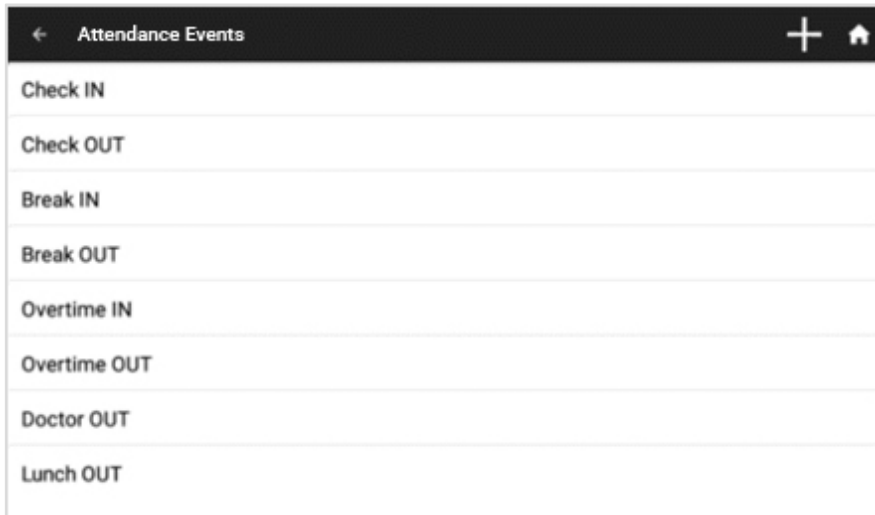 Attendance Events
Check IN
Check OUT
Break IN
Break OUT
Overtime IN
Overtime OUT
Doctor OUT
Lunch OUT